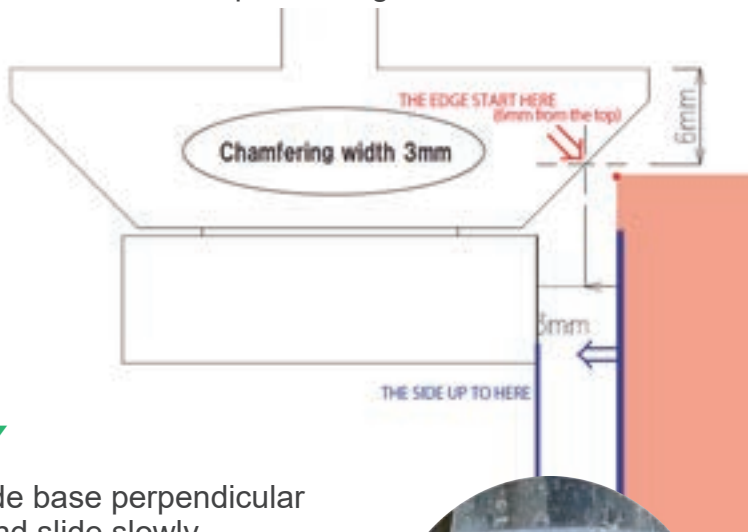 THE EDGE START HERE
(6mm from the top)
6mm
Chamfering width 3mm
3mm
THE SIDE UP TO HERE
de base perpendicular
nd slide slowly